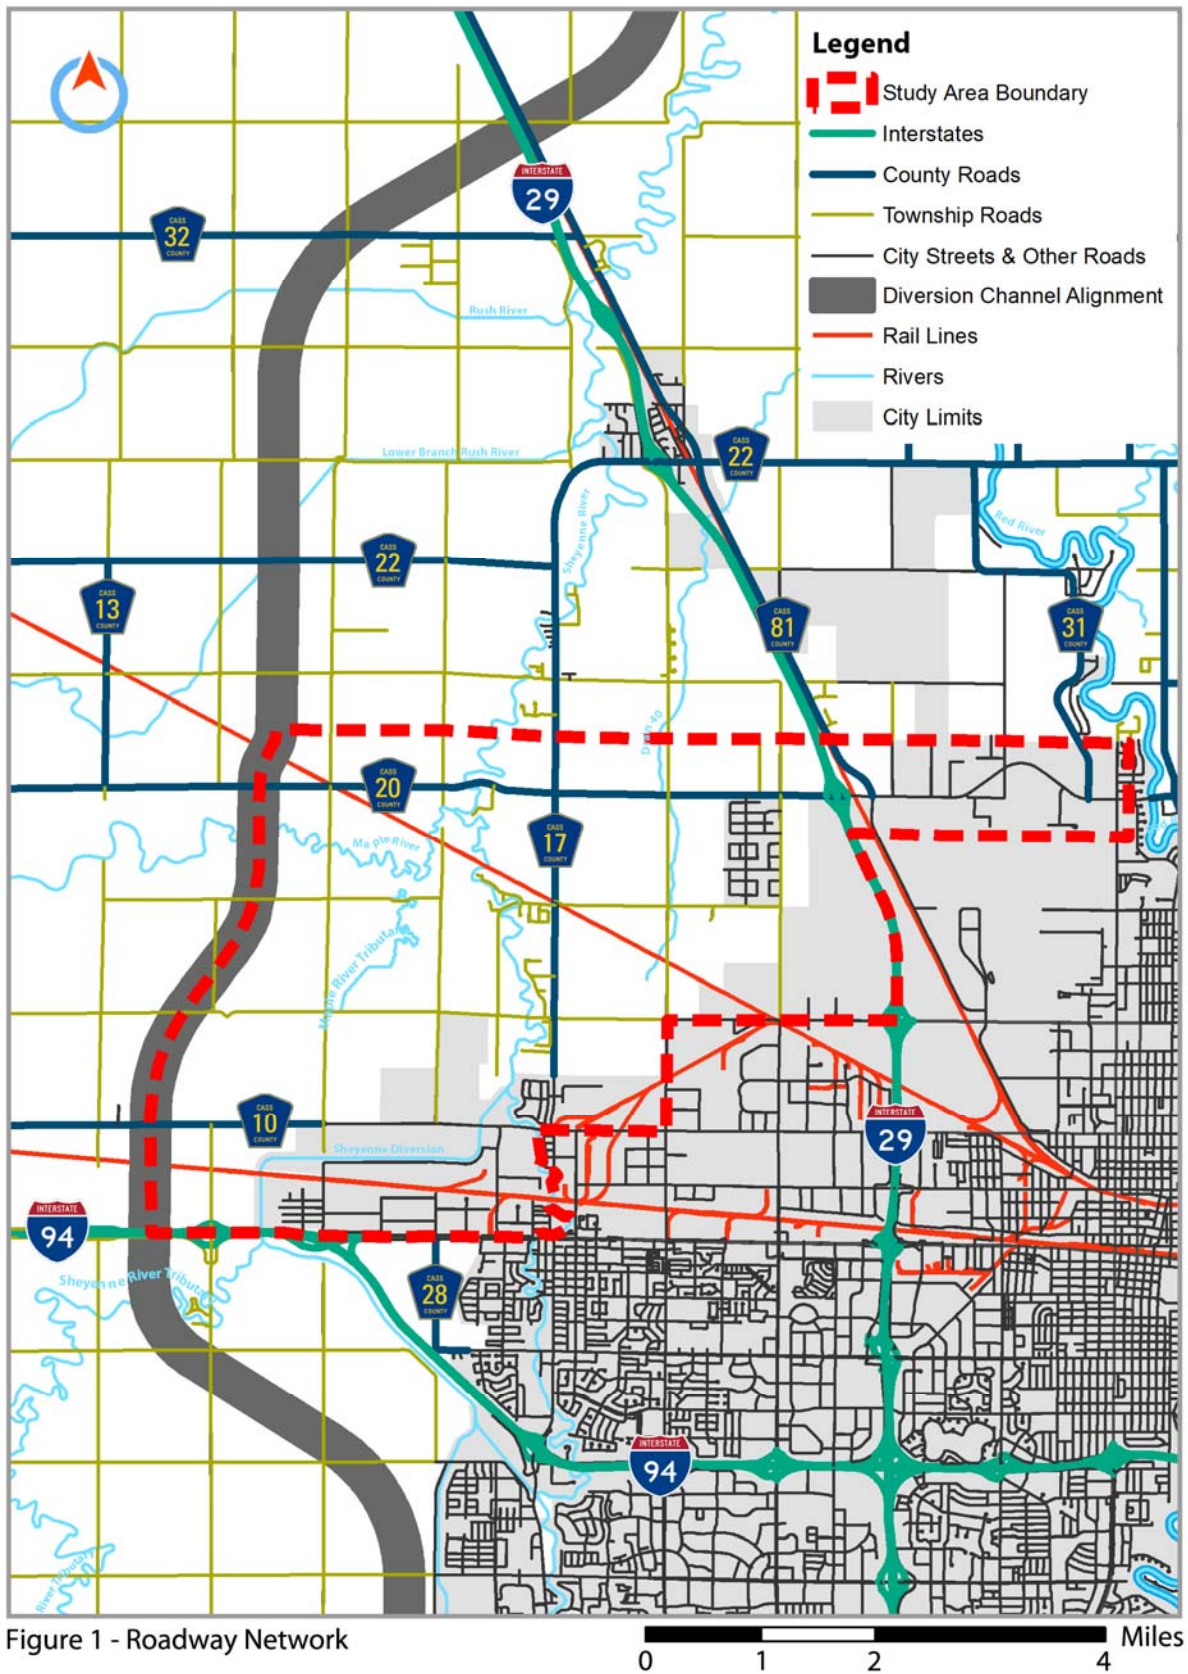 Legend
Study Area Boundary
Interstates
County Roads
Township Roads
City Streets & Other Roads
Diversion Channel Alignment
Rail Lines
Rivers
City Limits
INTERSTATE
29
CASS
32
COUNTY
Rush River
CASS
22
COUNTY
Lower Branch Rush River
Sheyenne River
Red River
CASS
22
COUNTY
CASS
13
COUNTY
CASS
81
COUNTY
CASS
31
COUNTY
Drain 40
CASS
20
COUNTY
CASS
17
COUNTY
Maple River
Maple River Tributary
CASS
10
COUNTY
INTERSTATE
29
Sheyenne Diversion
INTERSTATE
94
Sheyenne River Tributary
CASS
28
COUNTY
INTERSTATE
94
River Tributary
Figure 1 - Roadway Network
Miles
0 1 2 4